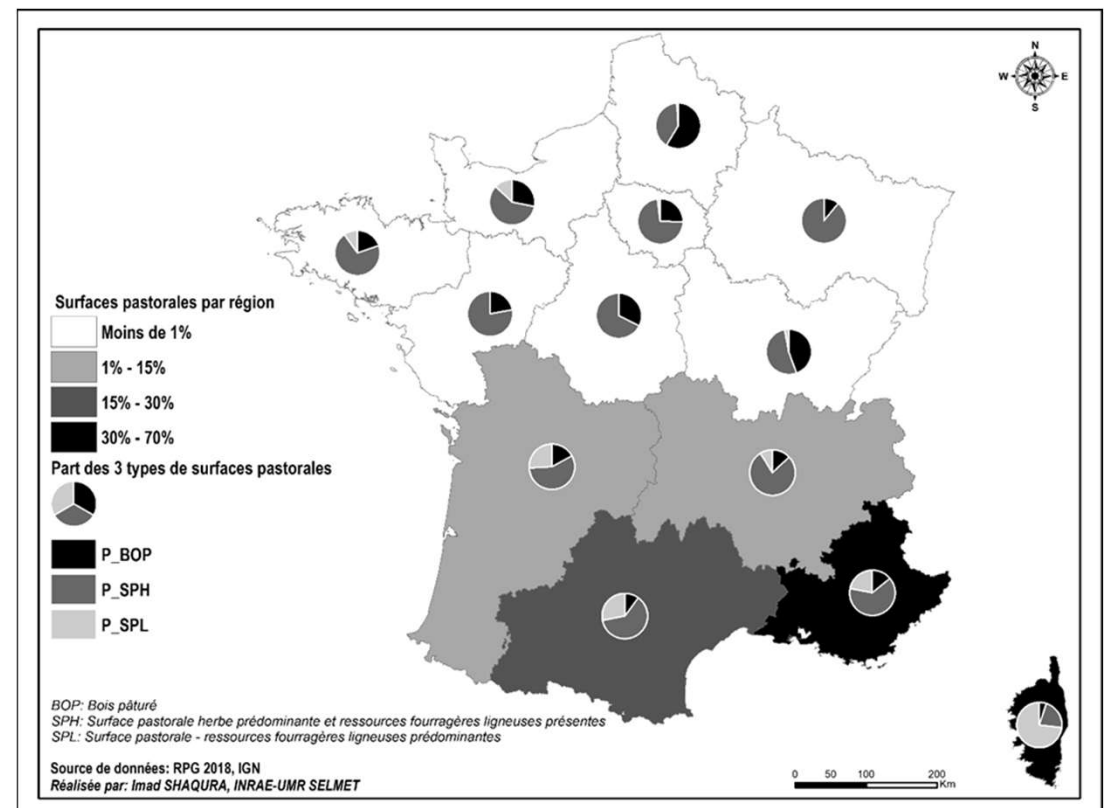 N
W E
S
Surfaces pastorales par région
Moins de 1%
1% - 15%
15% - 30%
30% - 70%
Part des 3 types de surfaces pastorales
P_BOP
P_SPH
P_SPL
BOP: Bois pâturé
SPH: Surface pastorale herbe prédominante et ressources fourragères ligneuses présentes
SPL: Surface pastorale - ressources fourragères ligneuses prédominantes
Source de données: RPG 2018, IGN
Réalisée par: Imad SHAQURA, INRAE-UMR SELMET
0 50 100 200
Km